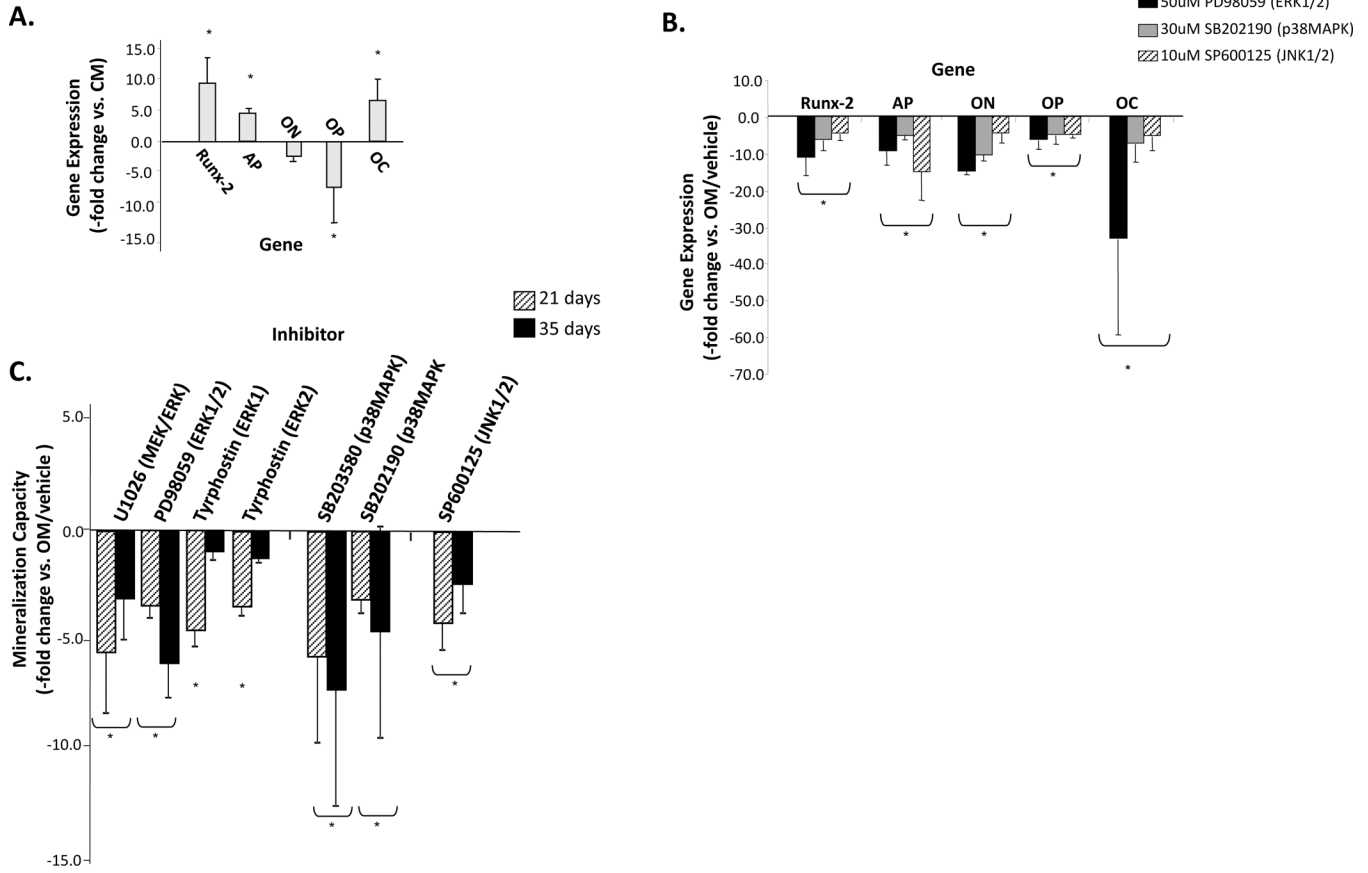 A.
Gene Expression
(-fold change vs. CM)
15.0
10.0
5.0
0.0
-5.0
-10.0
-15.0
*
*
*
*
Runx-2
AP
ON
OP
OC
Gene
B.
50uM PD98059 (ERK1/2)
30uM SB202190 (p38MAPK)
10uM SP600125 (JNK1/2)
Gene
Gene Expression
(-fold change vs. OM/vehicle)
10.0
0.0
-10.0
-20.0
-30.0
-40.0
-50.0
-60.0
-70.0
Runx-2
AP
ON
OP
OC
*
*
*
*
*
21 days
35 days
Inhibitor
C.
Mineralization Capacity
(-fold change vs. OM/vehicle )
5.0
0.0
-5.0
-10.0
-15.0
U1026 (MEK/ERK)
PD98059 (ERK1/2)
Tyrphostin (ERK1)
Tyrphostin (ERK2)
SB203580 (p38MAPK)
SB202190 (p38MAPK
SP600125 (JNK1/2)
*
*
*
*
*
*
*